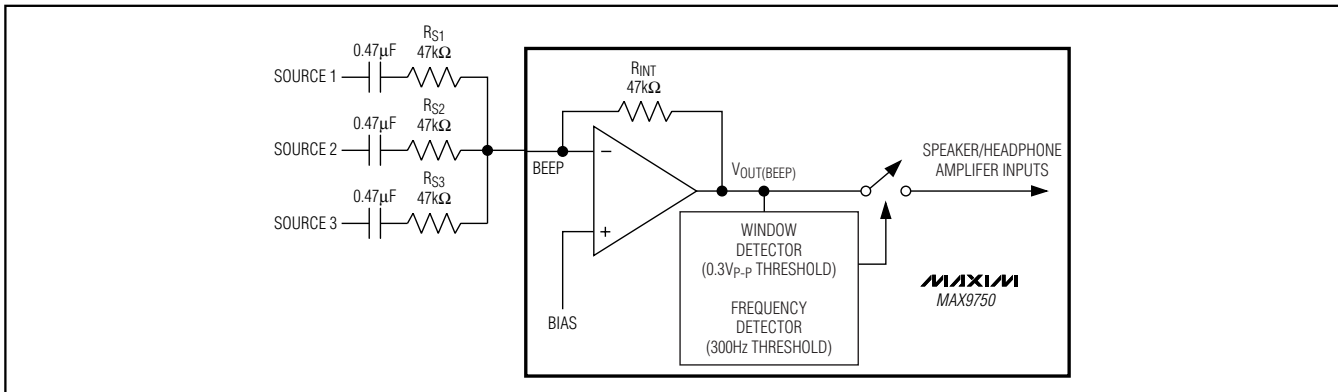 RS1
0.47µF 47kΩ
SOURCE 1
RS2
0.47µF 47kΩ
SOURCE 2
RS3
0.47µF 47kΩ
SOURCE 3
RINT
47kΩ
BEEP
−
+
BIAS
VOUT(BEEP)
WINDOW
DETECTOR
(0.3VP-P THRESHOLD)
FREQUENCY
DETECTOR
(300Hz THRESHOLD)
SPEAKER/HEADPHONE
AMPLIFER INPUTS
MAXIM
MAX9750